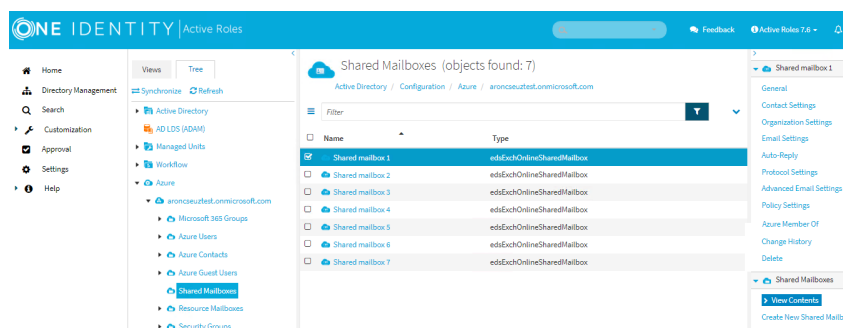 ONE IDENTITY Active Roles
Feedback
Active Roles 7.6
Home
Directory Management
Search
Customization
Approval
Settings
Help
Views Tree
Synchronize Refresh
Active Directory
AD LDS (ADAM)
Managed Units
Workflow
Azure
aroncseuztest.onmicrosoft.com
Microsoft 365 Groups
Azure Users
Azure Contacts
Azure Guest Users
Shared Mailboxes
Resource Mailboxes
Security Groups
Shared Mailboxes (objects found: 7)
Active Directory / Configuration / Azure / aroncseuztest.onmicrosoft.com
Filter
Name Type
Shared mailbox 1 edsExchOnlineSharedMailbox
Shared mailbox 2 edsExchOnlineSharedMailbox
Shared mailbox 3 edsExchOnlineSharedMailbox
Shared mailbox 4 edsExchOnlineSharedMailbox
Shared mailbox 5 edsExchOnlineSharedMailbox
Shared mailbox 6 edsExchOnlineSharedMailbox
Shared mailbox 7 edsExchOnlineSharedMailbox
Shared mailbox 1
General
Contact Settings
Organization Settings
Email Settings
Auto-Reply
Protocol Settings
Advanced Email Settings
Policy Settings
Azure Member Of
Change History
Delete
Shared Mailboxes
View Contents
Create New Shared Mailb